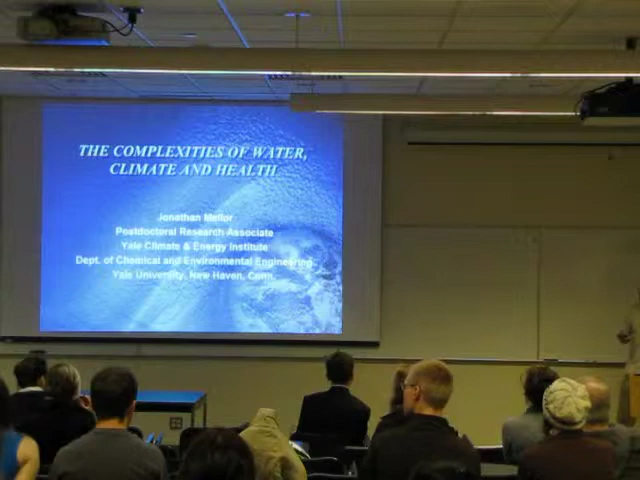 THE COMPLEXITIES OF WATER,
CLIMATE AND HEALTH
Jonathan Mellor
Postdoctoral Research Associate
Yale Climate & Energy Institute
Dept. of Chemical and Environmental Engineering
Yale University, New Haven, Conn.